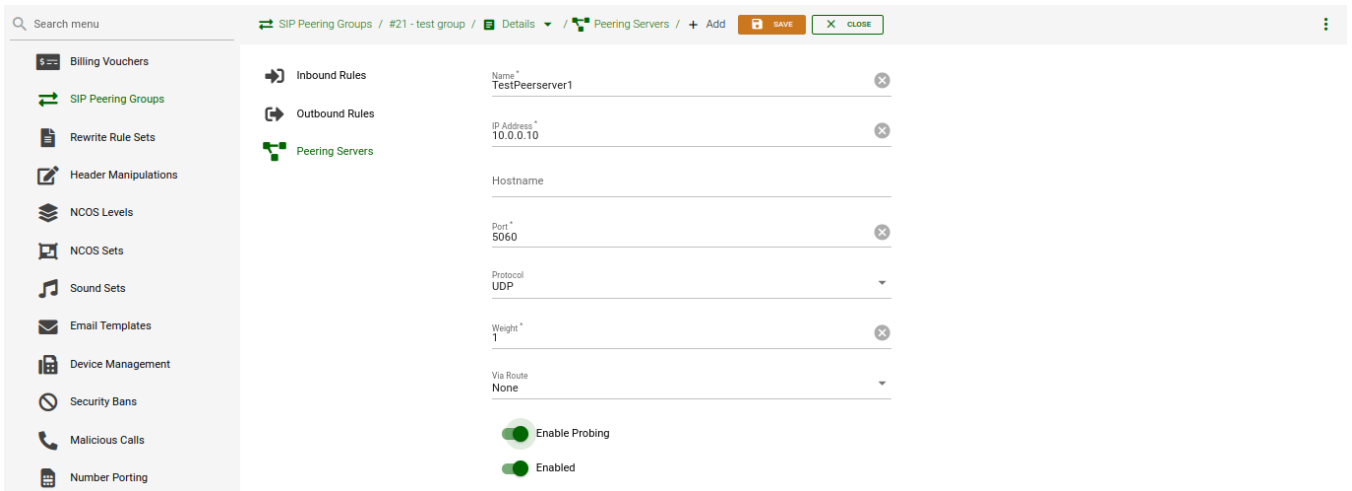 Search menu
SIP Peering Groups / #21 - test group / Details / Peering Servers / + Add SAVE CLOSE
Billing Vouchers
SIP Peering Groups
Rewrite Rule Sets
Header Manipulations
NCOS Levels
NCOS Sets
Sound Sets
Email Templates
Device Management
Security Bans
Malicious Calls
Number Porting
Inbound Rules
Outbound Rules
Peering Servers
Name *
TestPeerserver1
IP Address *
10.0.0.10
Hostname
Port *
5060
Protocol
UDP
Weight *
1
Via Route
None
Enable Probing
Enabled